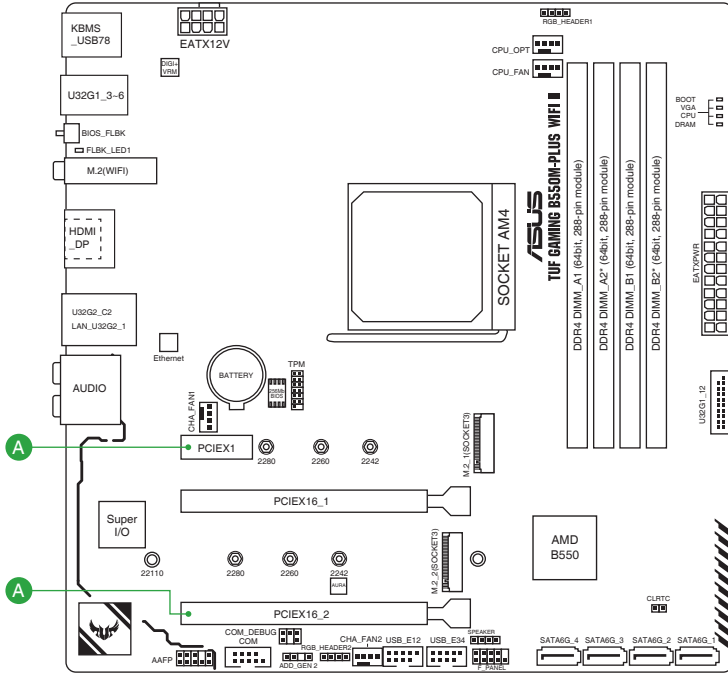 KBMS
_USB78
EATX12V
RGB_HEADER1
DIGI+
VRM
CPU_OPT
CPU_FAN
U32G1_3~6
BIOS_FLBK
FLBK_LED1
M.2(WIFI)
BOOT
VGA
CPU
DRAM
HDMI
_DP
SOCKET AM4
ASUS
TUF GAMING B550M-PLUS WIFI II
DDR4 DIMM_A1 (64bit, 288-pin module)
DDR4 DIMM_A2* (64bit, 288-pin module)
DDR4 DIMM_B1 (64bit, 288-pin module)
DDR4 DIMM_B2* (64bit, 288-pin module)
EATXPWR
U32G2_C2
LAN_U32G2_1
Ethernet
AUDIO
BATTERY
256Mb
BIOS
TPM
CHA_FAN1
U32G1_12
A
PCIEX1
2280
2260
2242
M.2_1(SOCKET3)
PCIEX16_1
Super
I/O
22110
2280
2260
2242
AURA
M.2_2(SOCKET3)
AMD
B550
A
PCIEX16_2
CLRTC
COM_DEBUG
COM
AAFP
ADD_GEN 2
RGB_HEADER2
CHA_FAN2
USB_E12
USB_E34
SPEAKER
F_PANEL
SATA6G_4
SATA6G_3
SATA6G_2
SATA6G_1